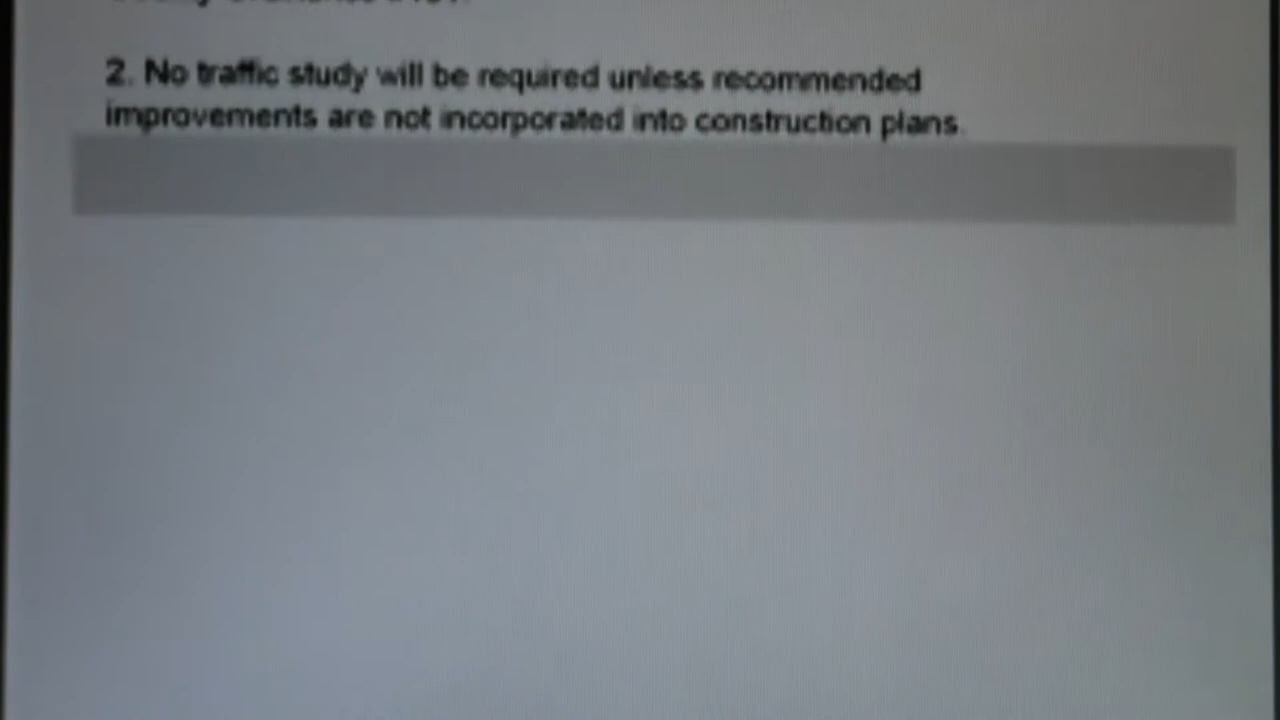 2. No traffic study will be required unless recommended
improvements are not incorporated into construction plans.